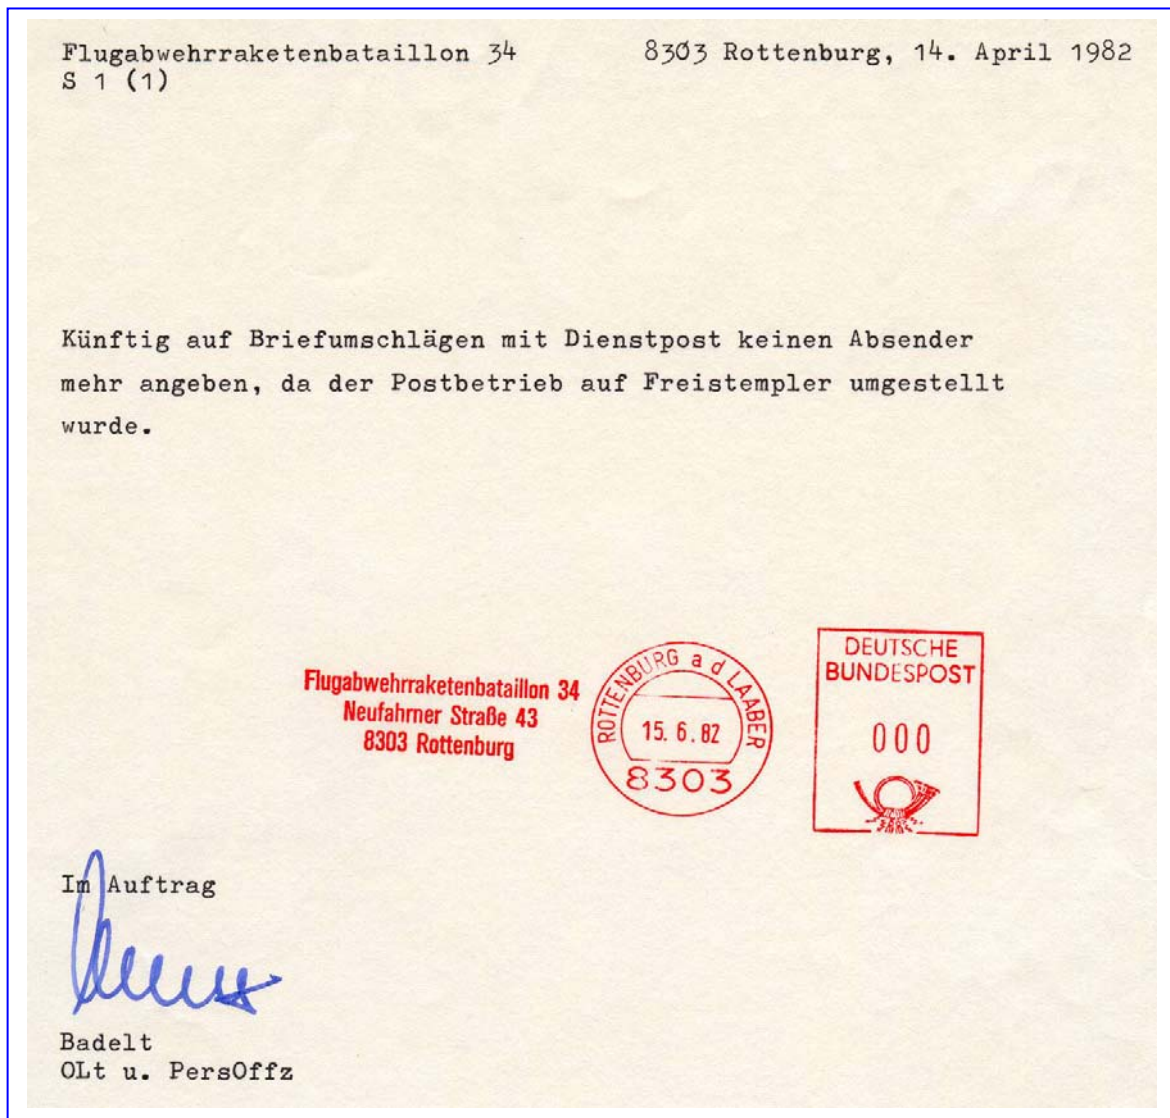 Flugabwehrraketenbataillon 34 8303 Rottenburg, 14. April 1982
S 1 (1)
Künftig auf Briefumschlägen mit Dienstpost keinen Absender
mehr angeben, da der Postbetrieb auf Freistempler umgestellt
wurde.
Flugabwehrraketenbataillon 34
Neufahrner Straße 43
8303 Rottenburg
ROTTENBURG a d LAABER
15. 6. 82
8303
DEUTSCHE
BUNDESPOST
000
Im Auftrag
Badelt
OLt u. PersOffz